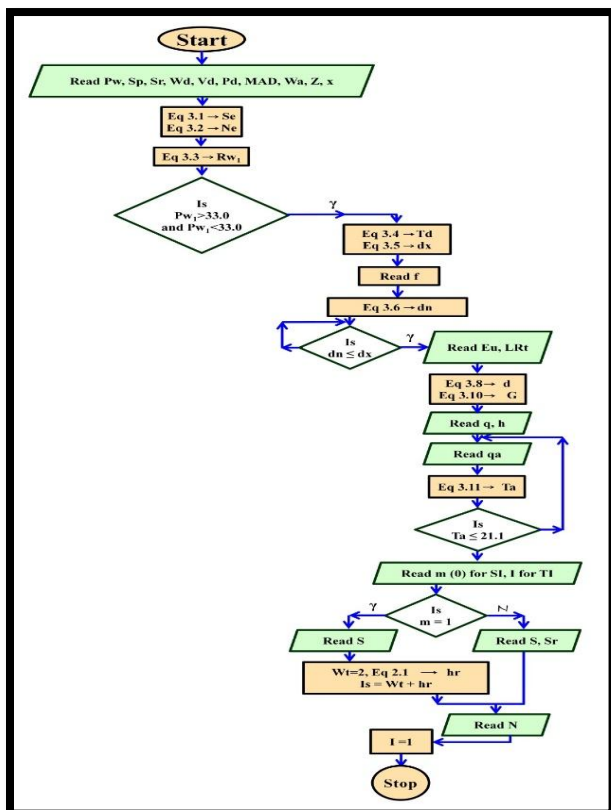 Start
Read Pw, Sp, Sr, Wd, Vd, Pd, MAD, Wa, Z, x
Eq 3.1 → Se
Eq 3.2 → Ne
Eq 3.3 → Rw₁
Is
Pw₁>33.0
and Pw₁<33.0
γ
Eq 3.4 → Td
Eq 3.5 → dx
Read f
Eq 3.6 → dn
Is
dn ≤ dx
γ
Read Eu, LRt
Eq 3.8 → d
Eq 3.10 → G
Read q, h
Read qa
Eq 3.11 → Ta
Is
Ta ≤ 21.1
Read m (0) for SI, I for TI
Is
m = 1
γ
N
Read S
Read S, Sr
Wt=2, Eq 2.1 → hr
Is = Wt + hr
Read N
I =1
Stop